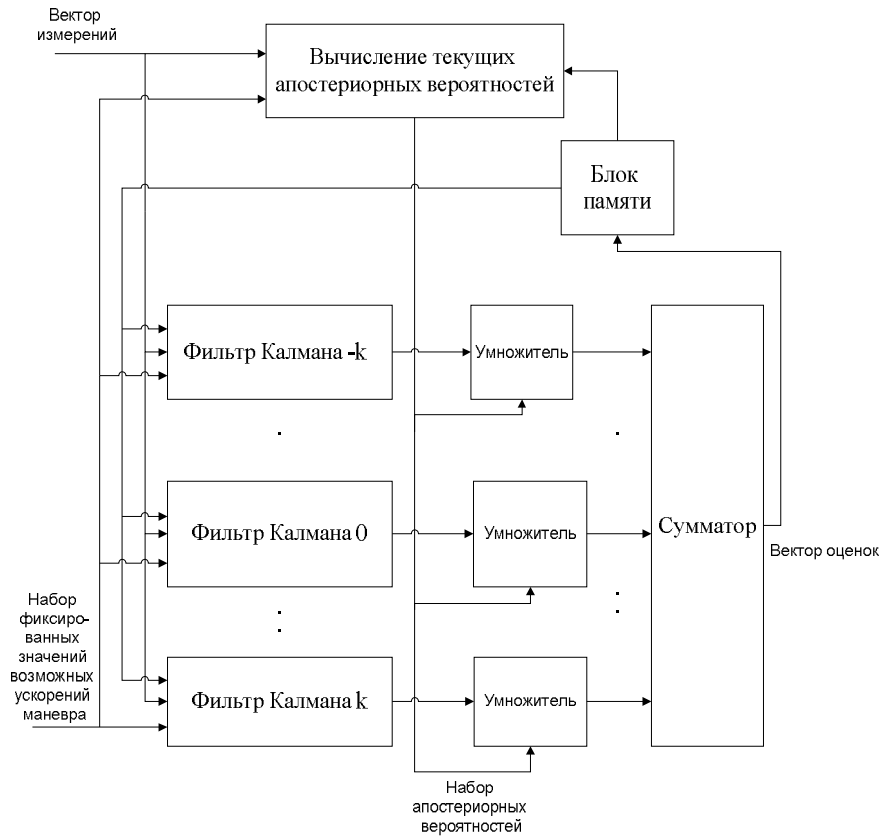 Вектор
измерений
Вычисление текущих
апостериорных вероятностей
Блок
памяти
Фильтр Калмана -k
Умножитель
Фильтр Калмана 0
Умножитель
Сумматор
Вектор оценок
Набор
фиксиро-
ванных
значений
возможных
ускорений
маневра
Фильтр Калмана k
Умножитель
Набор
апостериорных
вероятностей